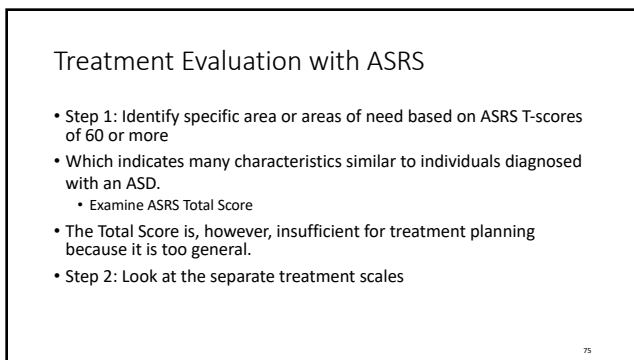 Treatment Evaluation with ASRS
• Step 1: Identify specific area or areas of need based on ASRS T-scores
of 60 or more
• Which indicates many characteristics similar to individuals diagnosed
with an ASD.
• Examine ASRS Total Score
• The Total Score is, however, insufficient for treatment planning
because it is too general.
• Step 2: Look at the separate treatment scales
75